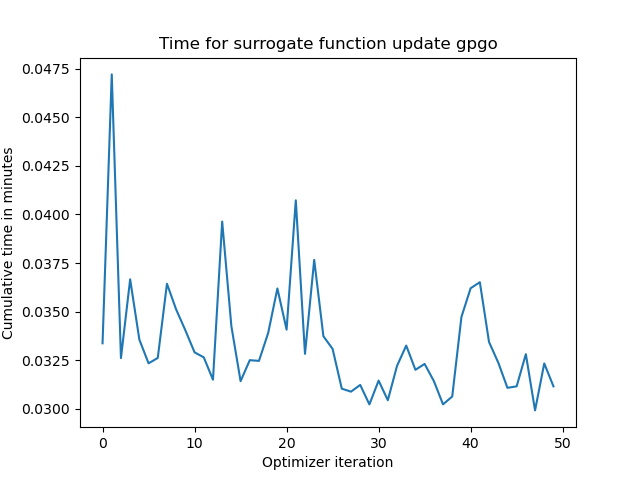 Time for surrogate function update gpgo
Cumulative time in minutes
0.0475
0.0450
0.0425
0.0400
0.0375
0.0350
0.0325
0.0300
0 10 20 30 40 50
Optimizer iteration